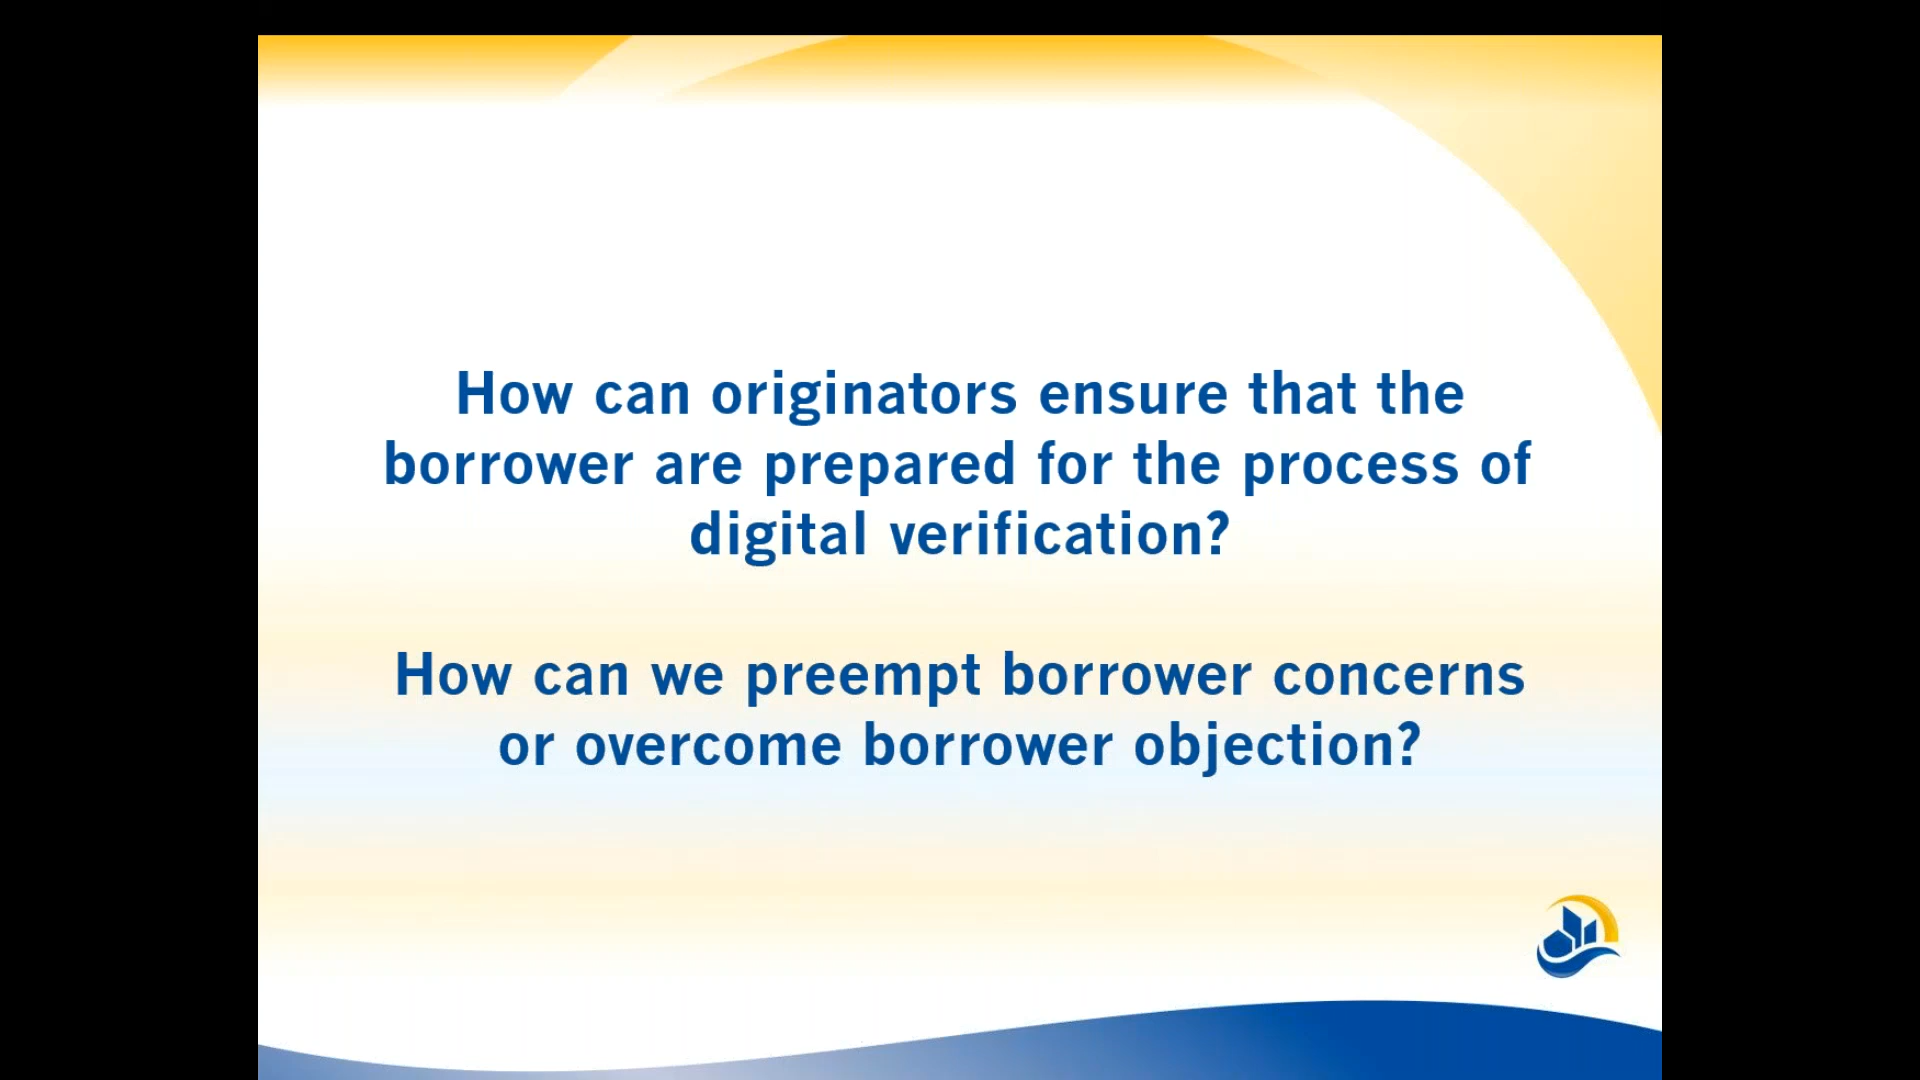 How can originators ensure that the
borrower are prepared for the process of
digital verification?
How can we preempt borrower concerns
or overcome borrower objection?